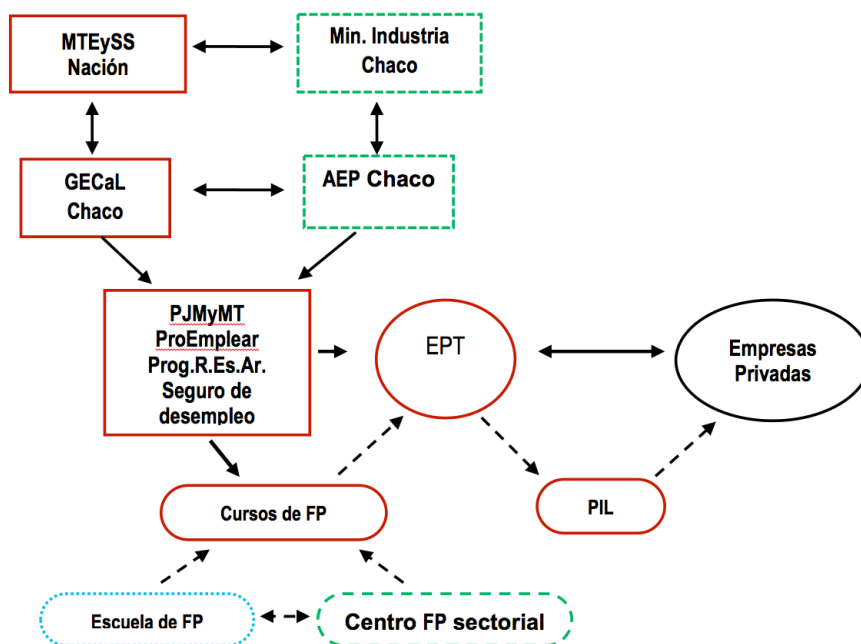 MTEySS
Nación
Min. Industria
Chaco
GECaL
Chaco
AEP Chaco
PJMyMT
ProEmplear
Prog.R.Es.Ar.
Seguro de
desempleo
EPT
Empresas
Privadas
Cursos de FP
PIL
Escuela de FP
Centro FP sectorial